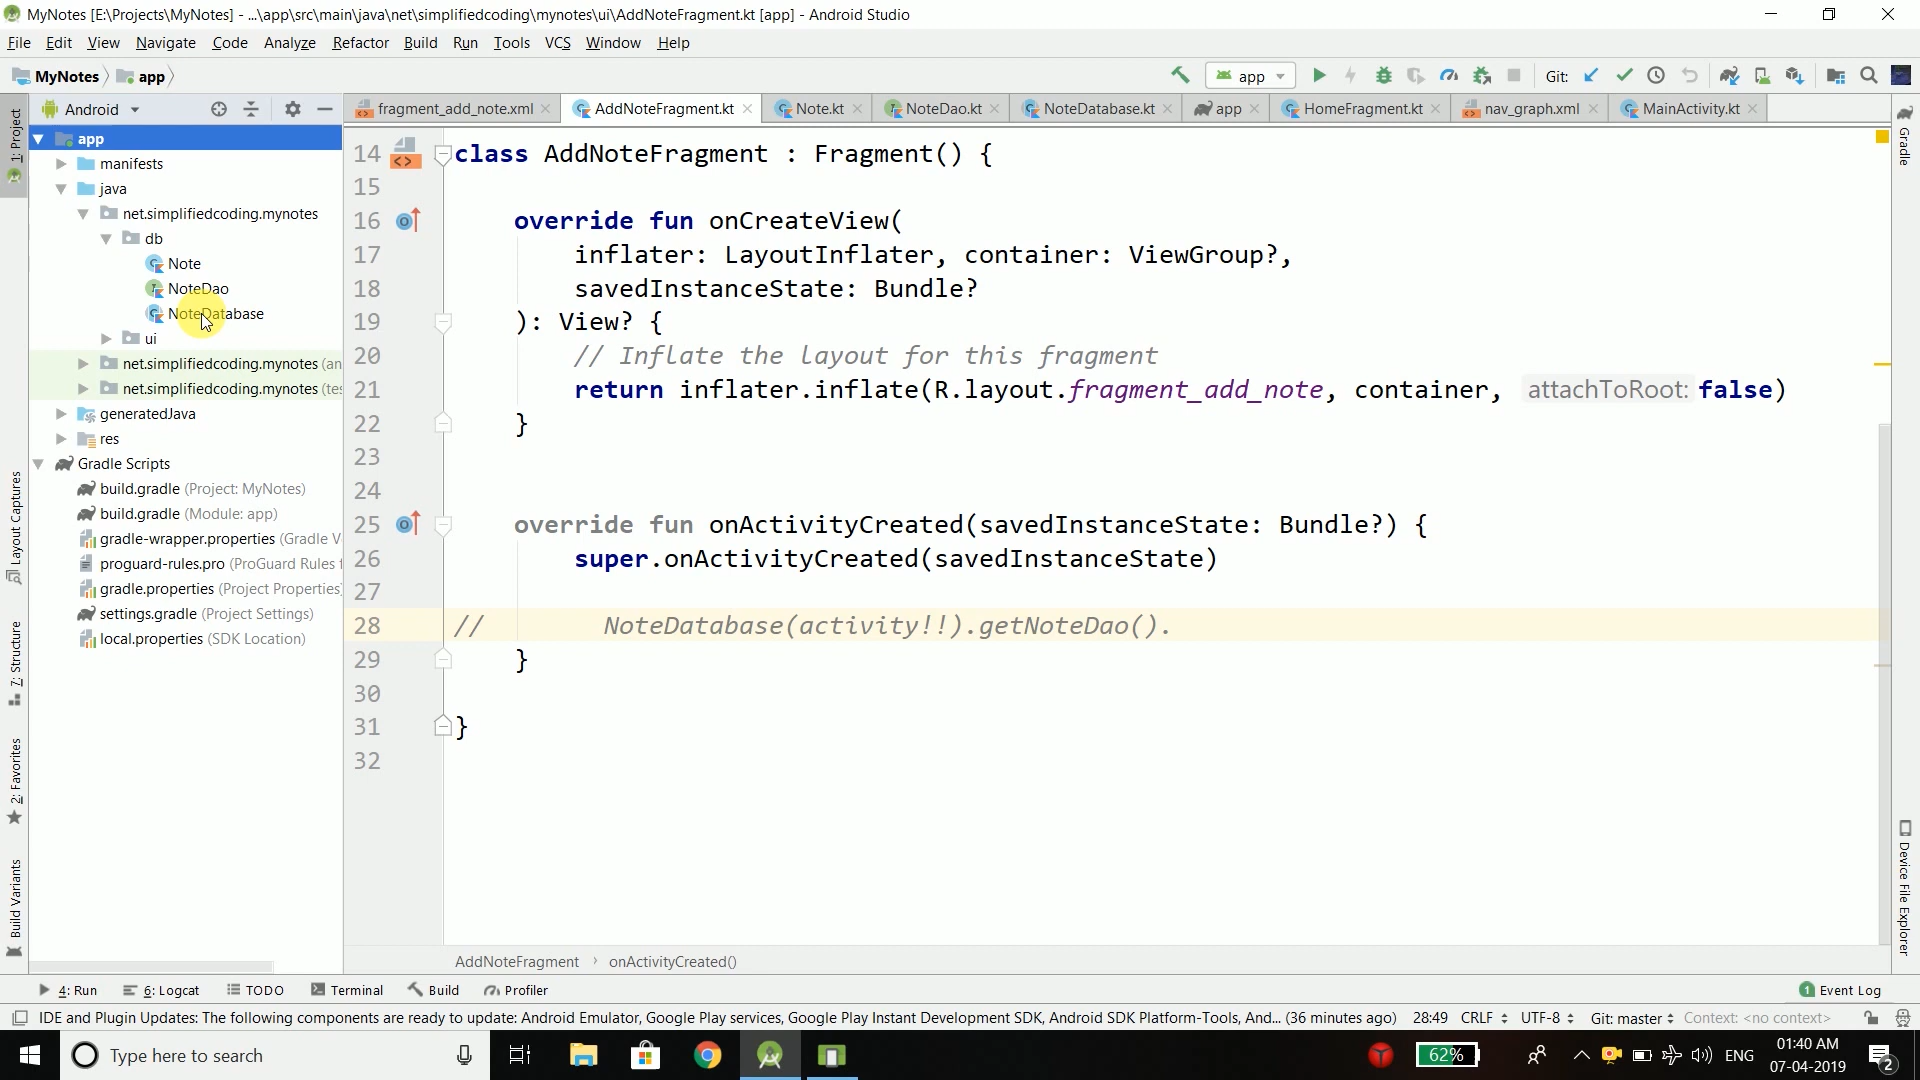 MyNotes [E:\Projects\MyNotes] - ...\app\src\main\java\net\simplifiedcoding\mynotes\ui\AddNoteFragment.kt [app] - Android Studio
File Edit View Navigate Code Analyze Refactor Build Run Tools VCS Window Help
MyNotes app
app
Git:
Android
fragment_add_note.xml AddNoteFragment.kt Note.kt NoteDao.kt NoteDatabase.kt app HomeFragment.kt nav_graph.xml MainActivity.kt
1: Project
Layout Captures
7: Structure
2: Favorites
Build Variants
app
manifests
java
net.simplifiedcoding.mynotes
db
Note
NoteDao
NoteDatabase
ui
net.simplifiedcoding.mynotes (an
net.simplifiedcoding.mynotes (tes
generatedJava
res
Gradle Scripts
build.gradle (Project: MyNotes)
build.gradle (Module: app)
gradle-wrapper.properties (Gradle V
proguard-rules.pro (ProGuard Rules f
gradle.properties (Project Properties)
settings.gradle (Project Settings)
local.properties (SDK Location)
14 class AddNoteFragment : Fragment() {
15
16 override fun onCreateView(
17 inflater: LayoutInflater, container: ViewGroup?,
18 savedInstanceState: Bundle?
19 ): View? {
20 // Inflate the layout for this fragment
21 return inflater.inflate(R.layout.fragment_add_note, container, attachToRoot: false)
22 }
23
24
25 override fun onActivityCreated(savedInstanceState: Bundle?) {
26 super.onActivityCreated(savedInstanceState)
27
28 // NoteDatabase(activity!!).getNoteDao().
29 }
30
31 }
32
Gradle
Device File Explorer
AddNoteFragment › onActivityCreated()
4: Run 6: Logcat TODO Terminal Build Profiler 1 Event Log
IDE and Plugin Updates: The following components are ready to update: Android Emulator, Google Play services, Google Play Instant Development SDK, Android SDK Platform-Tools, And... (36 minutes ago) 28:49 CRLF UTF-8 Git: master Context: <no context>
Type here to search 62% ENG 01:40 AM
07-04-2019
2